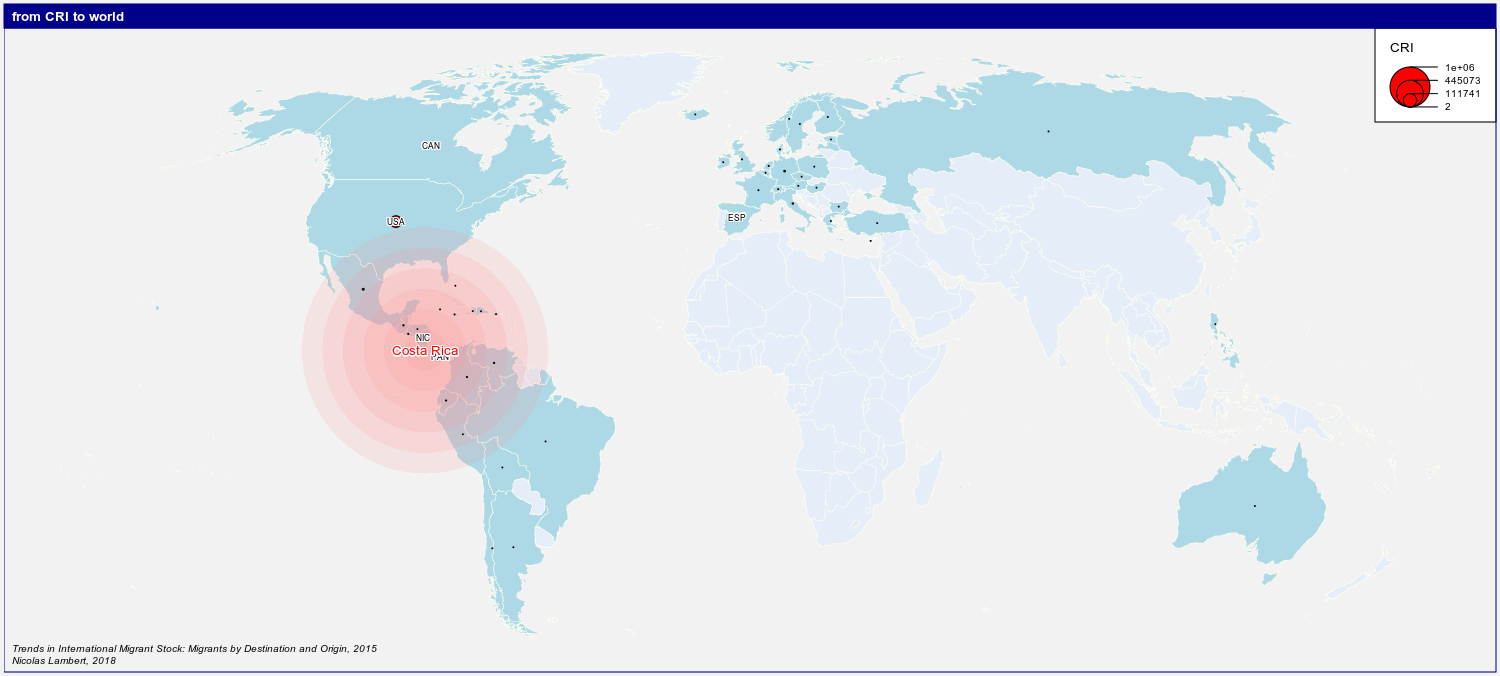 from CRI to world
CRI
1e+06
445073
111741
2
CAN
USA
ESP
NIC
Costa Rica
PAN
Trends in International Migrant Stock: Migrants by Destination and Origin, 2015
Nicolas Lambert, 2018